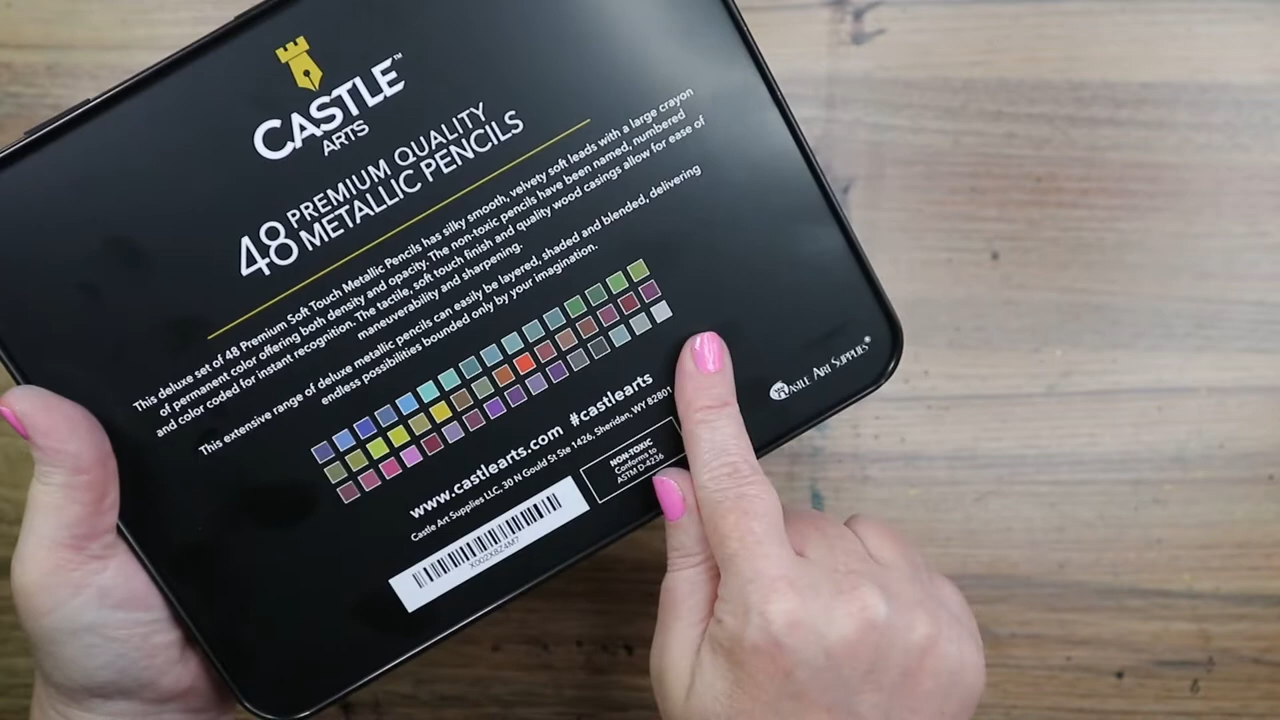 CASTLE™
ARTS
48 PREMIUM QUALITY
METALLIC PENCILS
This deluxe set of 48 Premium Soft Touch Metallic Pencils has silky smooth, velvety soft leads with a large crayon
of permanent color offering both density and opacity. The non-toxic pencils have been named, numbered
and color coded for instant recognition. The tactile, soft touch finish and quality wood casings allow for ease of
maneuverability and sharpening.
This extensive range of deluxe metallic pencils can easily be layered, shaded and blended, delivering
endless possibilities bounded only by your imagination.
www.castlearts.com #castlearts
Castle Art Supplies LLC, 30 N Gould St Ste 1426, Sheridan, WY 82801
NON-TOXIC
Conforms to
ASTM D-4236
X002X8Z4M7
Castle Art Supplies®